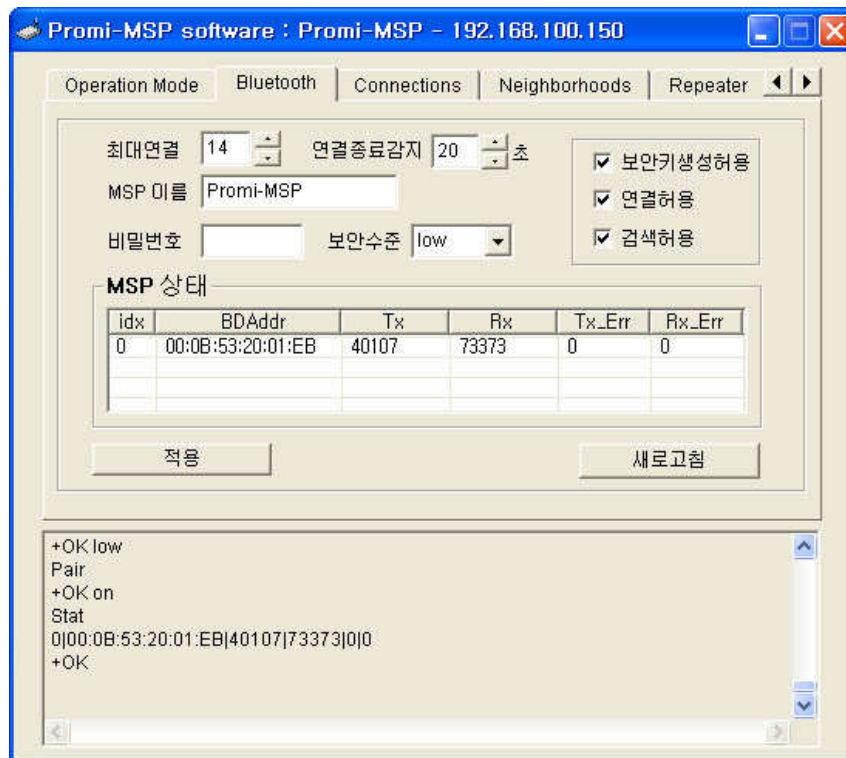 Promi-MSP software : Promi-MSP - 192.168.100.150
Operation Mode Bluetooth Connections Neighborhoods Repeater
최대연결 14 연결종료감지 20 초
MSP 이름 Promi-MSP
비밀번호 보안수준 low
보안키생성허용
연결허용
검색허용
MSP 상태
idx BDAddr Tx Rx Tx_Err Rx_Err
0 00:0B:53:20:01:EB 40107 73373 0 0
적용 새로고침
+OK low
Pair
+OK on
Stat
0|00:0B:53:20:01:EB|40107|73373|0|0
+OK